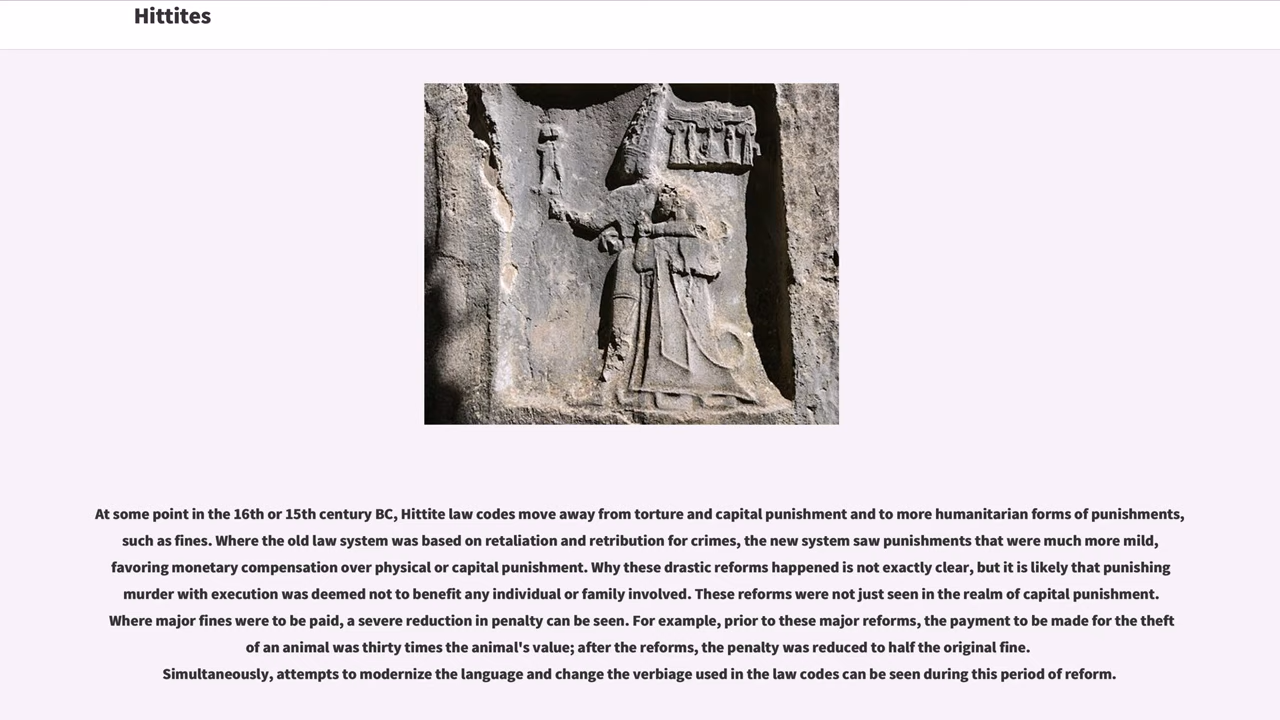 Hittites
At some point in the 16th or 15th century BC, Hittite law codes move away from torture and capital punishment and to more humanitarian forms of punishments,
such as fines. Where the old law system was based on retaliation and retribution for crimes, the new system saw punishments that were much more mild,
favoring monetary compensation over physical or capital punishment. Why these drastic reforms happened is not exactly clear, but it is likely that punishing
murder with execution was deemed not to benefit any individual or family involved. These reforms were not just seen in the realm of capital punishment.
Where major fines were to be paid, a severe reduction in penalty can be seen. For example, prior to these major reforms, the payment to be made for the theft
of an animal was thirty times the animal's value; after the reforms, the penalty was reduced to half the original fine.
Simultaneously, attempts to modernize the language and change the verbiage used in the law codes can be seen during this period of reform.